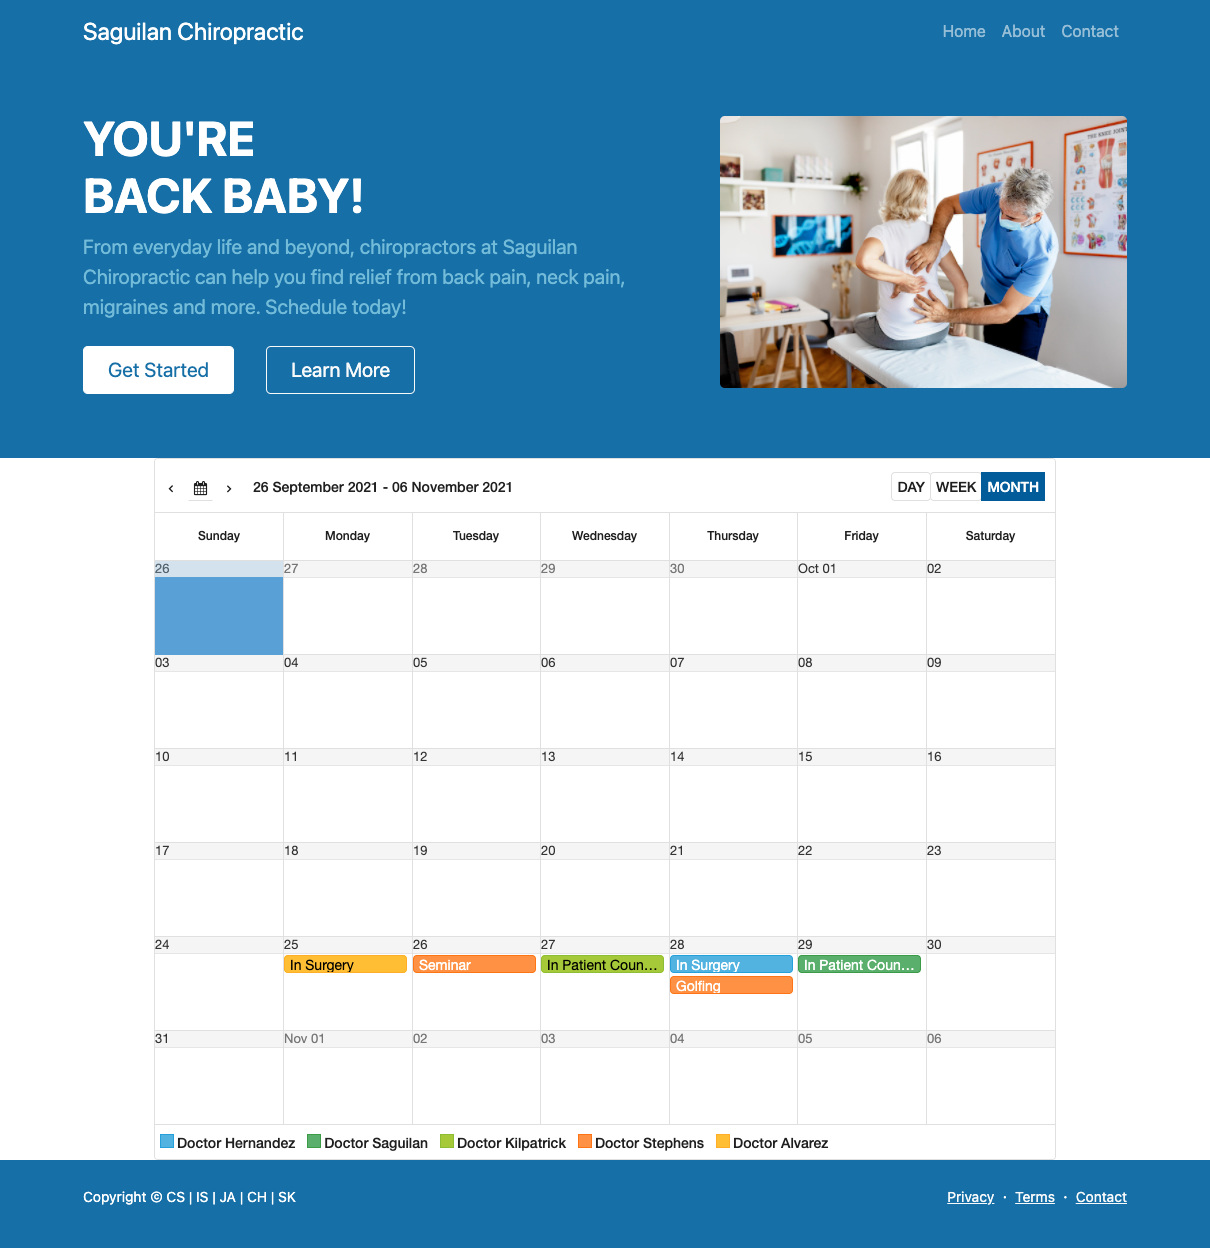 Saguilan Chiropractic
Home About Contact
YOU'RE
BACK BABY!
From everyday life and beyond, chiropractors at Saguilan
Chiropractic can help you find relief from back pain, neck pain,
migraines and more. Schedule today!
Get Started Learn More
THE KNEE JOINT
26 September 2021 - 06 November 2021
DAY WEEK MONTH
Sunday Monday Tuesday Wednesday Thursday Friday Saturday
26 27 28 29 30 Oct 01 02
03 04 05 06 07 08 09
10 11 12 13 14 15 16
17 18 19 20 21 22 23
24 25 26 27 28 29 30
In Surgery Seminar In Patient Coun... In Surgery In Patient Coun...
Golfing
31 Nov 01 02 03 04 05 06
Doctor Hernandez Doctor Saguilan Doctor Kilpatrick Doctor Stephens Doctor Alvarez
Copyright © CS | IS | JA | CH | SK
Privacy · Terms · Contact